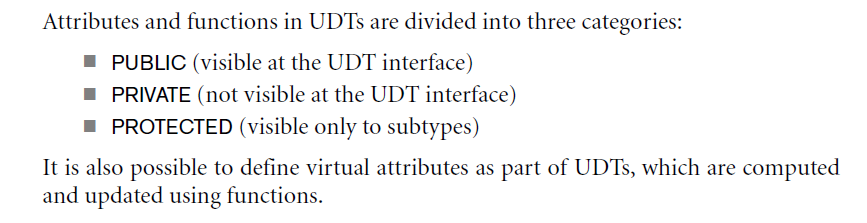 Attributes and functions in UDTs are divided into three categories:
■ PUBLIC (visible at the UDT interface)
■ PRIVATE (not visible at the UDT interface)
■ PROTECTED (visible only to subtypes)
It is also possible to define virtual attributes as part of UDTs, which are computed
and updated using functions.